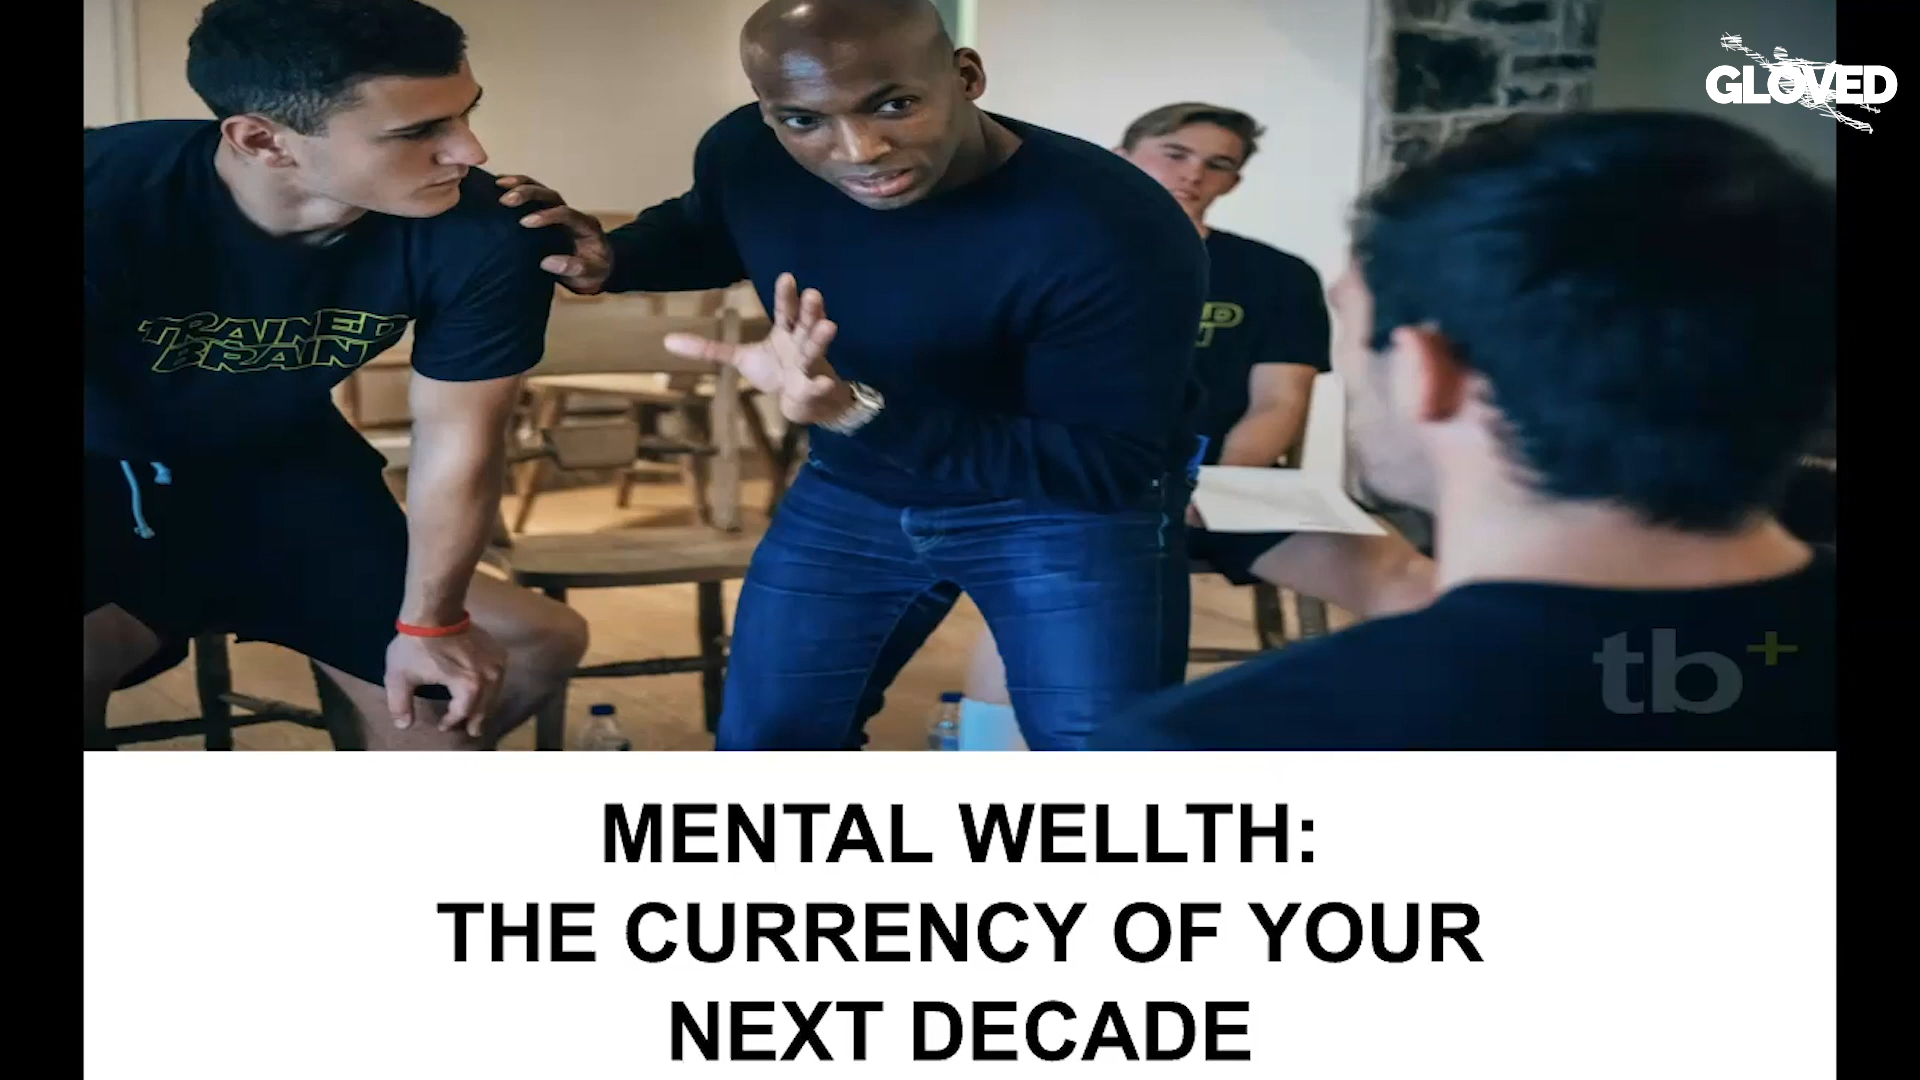 GLOVED
TRAINED
BRAIN
D
tb+
MENTAL WELLTH:
THE CURRENCY OF YOUR
NEXT DECADE